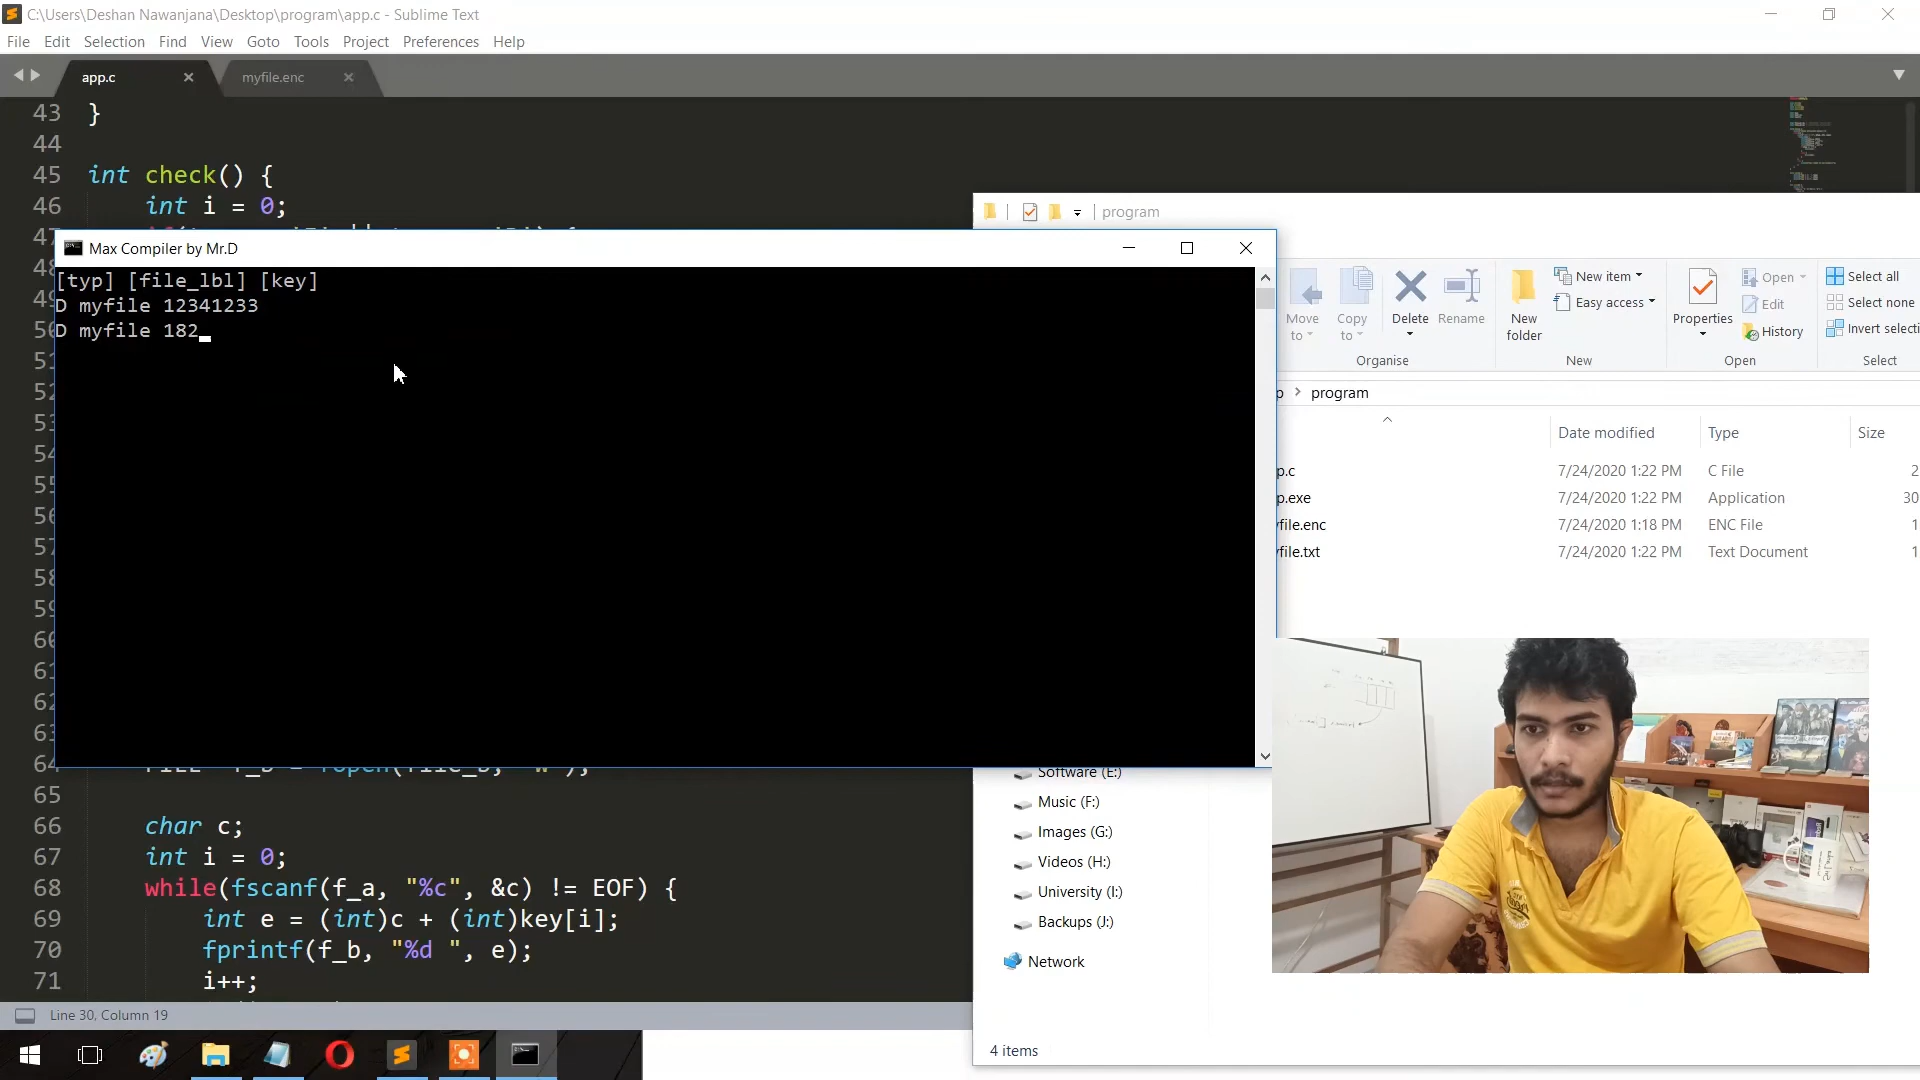 C:\Users\Deshan Nawanjana\Desktop\program\app.c - Sublime Text
File Edit Selection Find View Goto Tools Project Preferences Help
app.c
myfile.enc
43 }
44
45 int check() {
46 int i = 0;
[typ] [file_lbl] [key]
D myfile 12341233
D myfile 182
Max Compiler by Mr.D
65
66 char c;
67 int i = 0;
68 while(fscanf(f_a, "%c", &c) != EOF) {
69 int e = (int)c + (int)key[i];
70 fprintf(f_b, "%d ", e);
71 i++;
Line 30, Column 19
program
Move to
Copy to
Delete
Rename
Organise
New folder
New item
Easy access
New
Properties
Open
Edit
History
Open
Select all
Select none
Invert selecti
Select
p > program
Date modified Type Size
p.c 7/24/2020 1:22 PM C File 2
p.exe 7/24/2020 1:22 PM Application 30
file.enc 7/24/2020 1:18 PM ENC File 1
file.txt 7/24/2020 1:22 PM Text Document 1
Software (E:)
Music (F:)
Images (G:)
Videos (H:)
University (I:)
Backups (J:)
Network
4 items